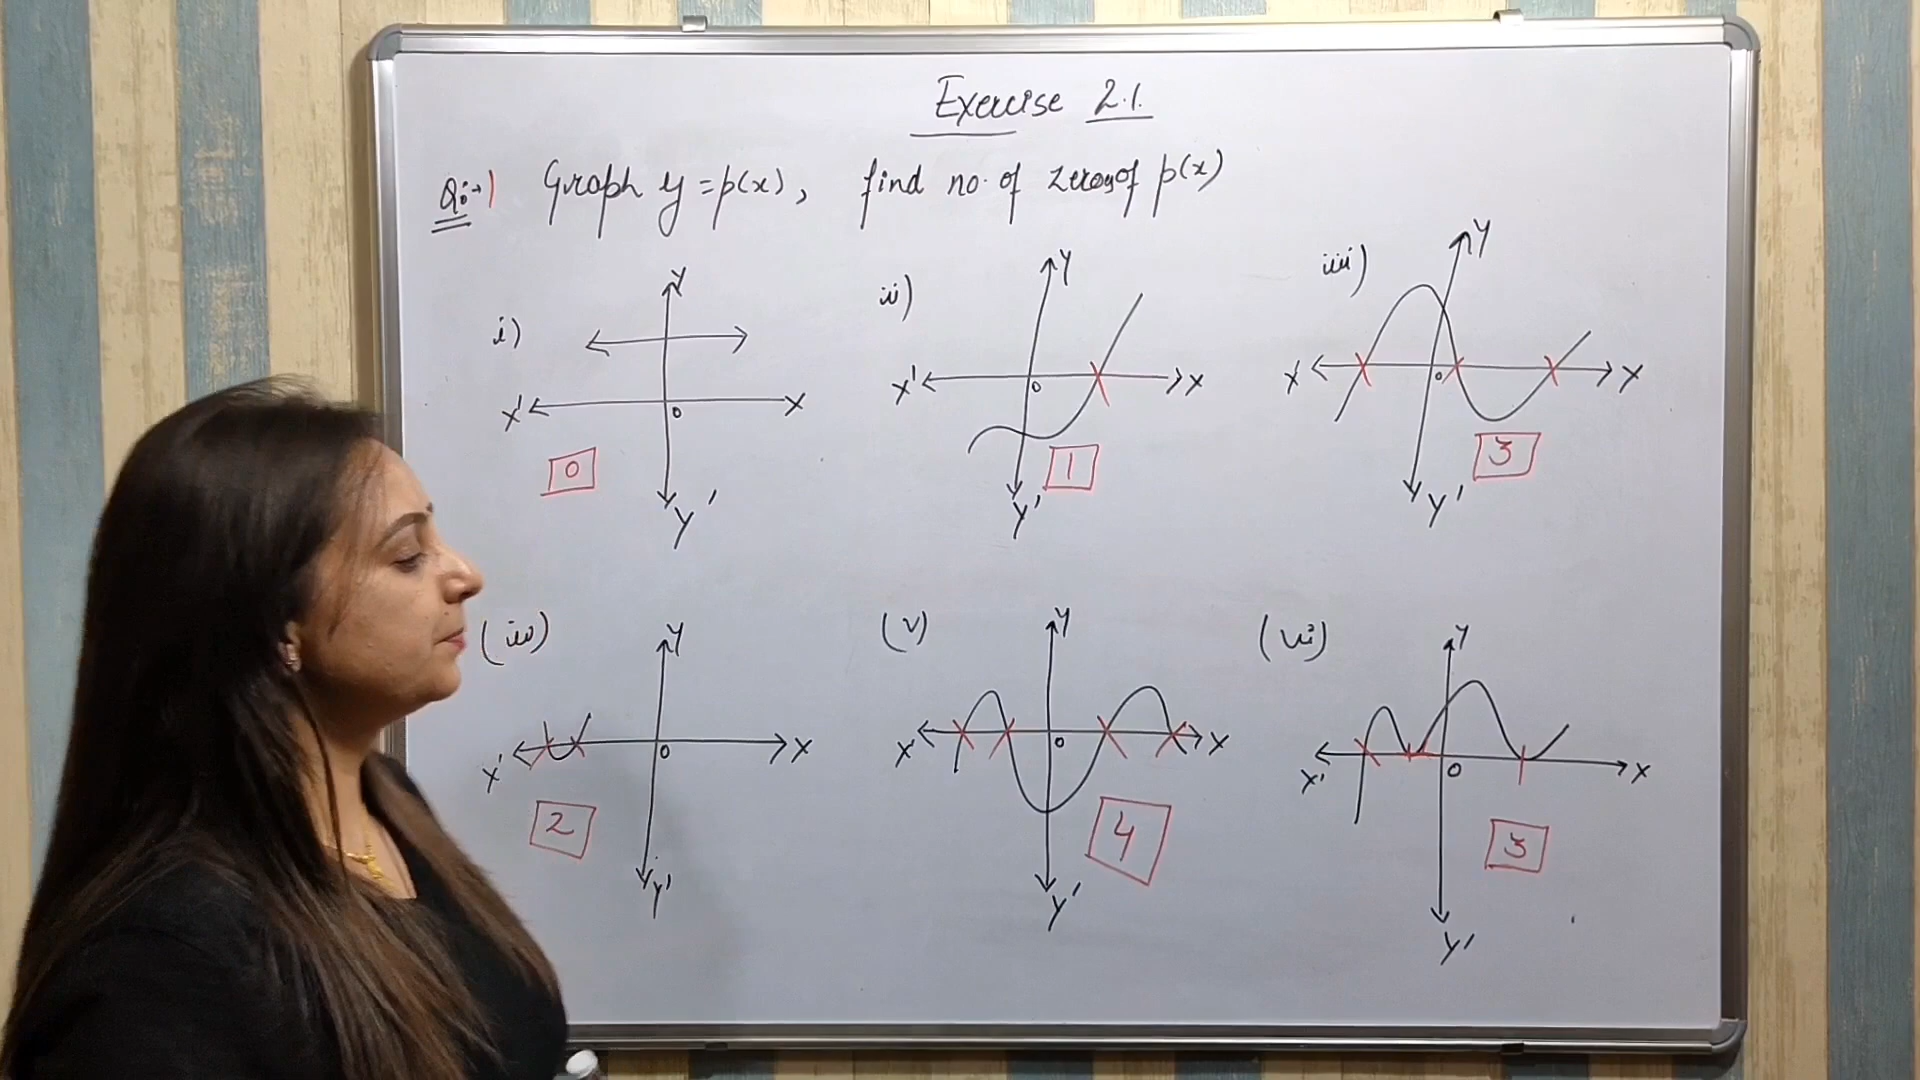 Exercise 2.1.
Q:→1 Graph y = p(x), find no. of zeros of p(x)
i)
Y
X' X
0
0
Y'
ii)
Y
X' X
0
1
Y'
iii)
Y
X X
0
3
Y'
(iv)
Y
X' X
0
2
Y'
(v)
Y
X' X
0
4
Y'
(vi)
Y
X' X
0
3
Y'